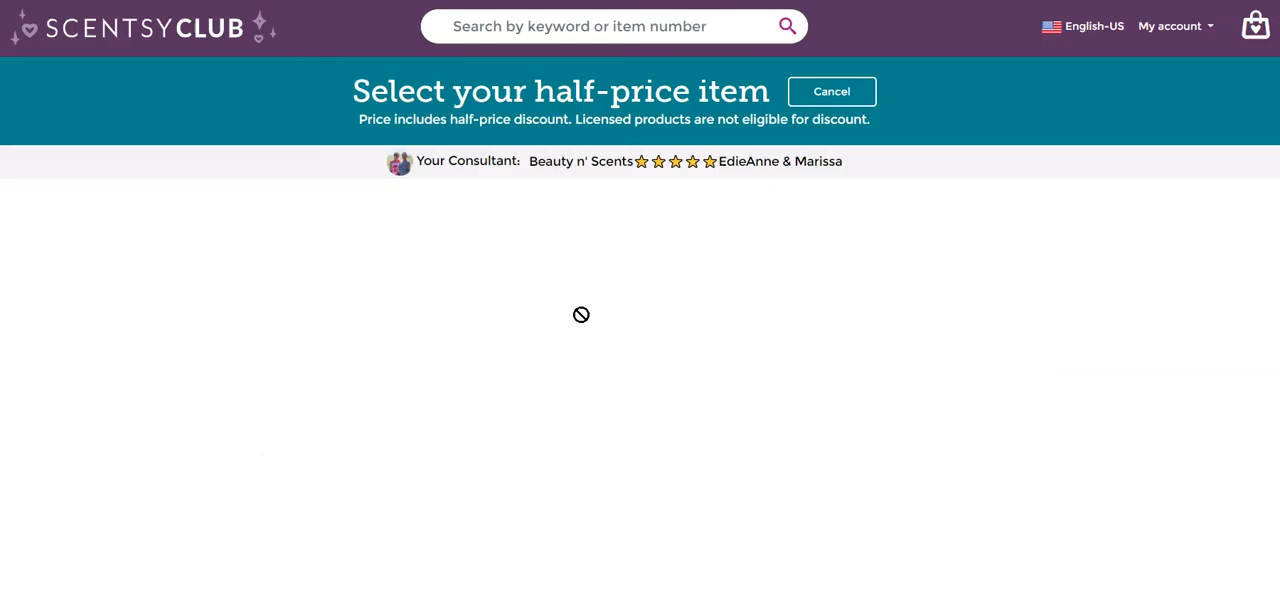 SCENTSYCLUB
Search by keyword or item number
English-US My account
Select your half-price item
Cancel
Price includes half-price discount. Licensed products are not eligible for discount.
Your Consultant: Beauty n' Scents⭐⭐⭐⭐⭐EdieAnne & Marissa